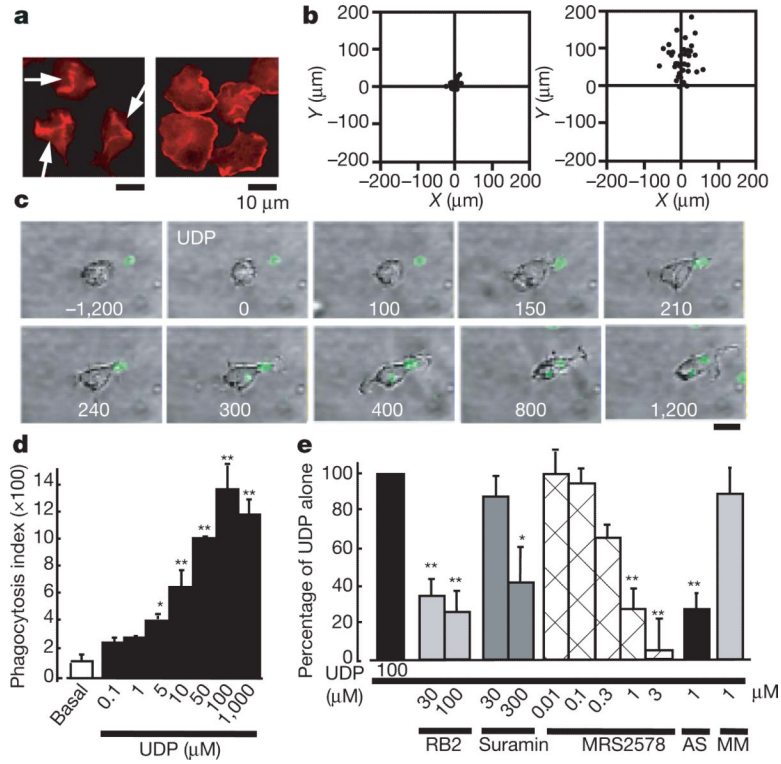 a
10 μm
b
200
100
0
−100
−200
Y (μm)
−200 −100 0 100 200
X (μm)
200
100
0
−100
−200
Y (μm)
−200 −100 0 100 200
X (μm)
c
UDP
−1,200 0 100 150 210
240 300 400 800 1,200
d
Phagocytosis index (×100)
14
12
10
8
6
4
2
0
* ** ** ** **
Basal 0.1 1 5 10 50 100 1,000
UDP (μM)
e
Percentage of UDP alone
100
80
60
40
20
0
** ** * ** ** **
UDP 100
(μM) 30 100 30 300 0.01 0.1 0.3 1 3 1 1 μM
RB2 Suramin MRS2578 AS MM